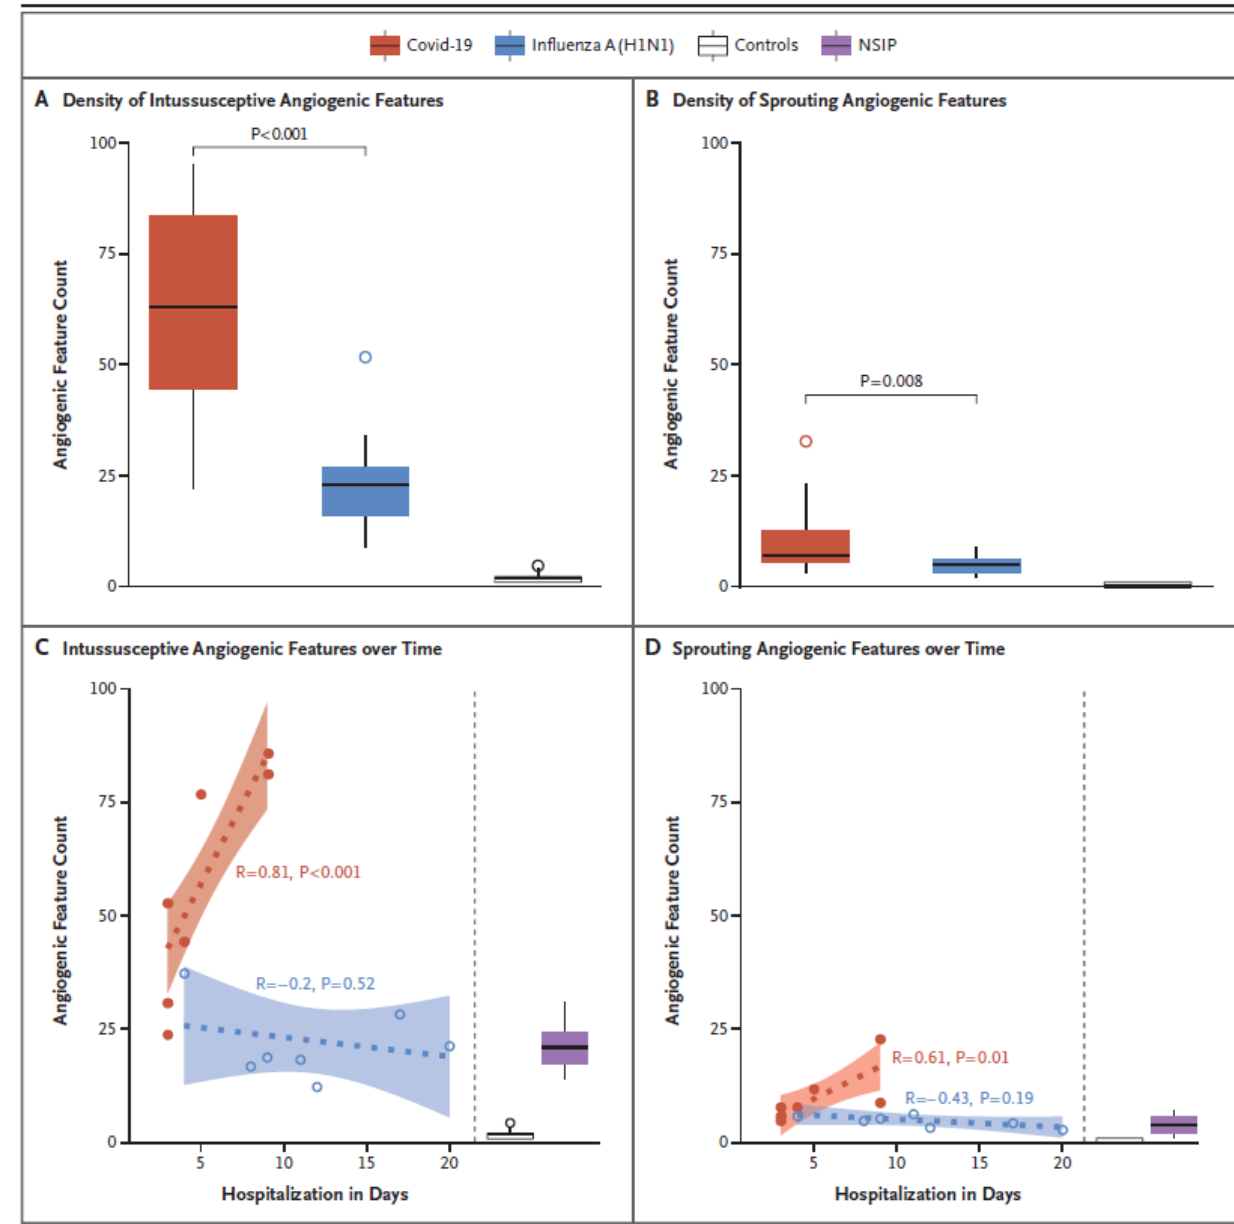 Covid-19 Influenza A (H1N1) Controls NSIP
A Density of Intussusceptive Angiogenic Features
P<0.001
100
75
50
25
0
Angiogenic Feature Count
B Density of Sprouting Angiogenic Features
P=0.008
100
75
50
25
0
Angiogenic Feature Count
C Intussusceptive Angiogenic Features over Time
100
75
50
25
0
Angiogenic Feature Count
R=0.81, P<0.001
R=−0.2, P=0.52
5 10 15 20
Hospitalization in Days
D Sprouting Angiogenic Features over Time
100
75
50
25
0
Angiogenic Feature Count
R=0.61, P=0.01
R=−0.43, P=0.19
5 10 15 20
Hospitalization in Days